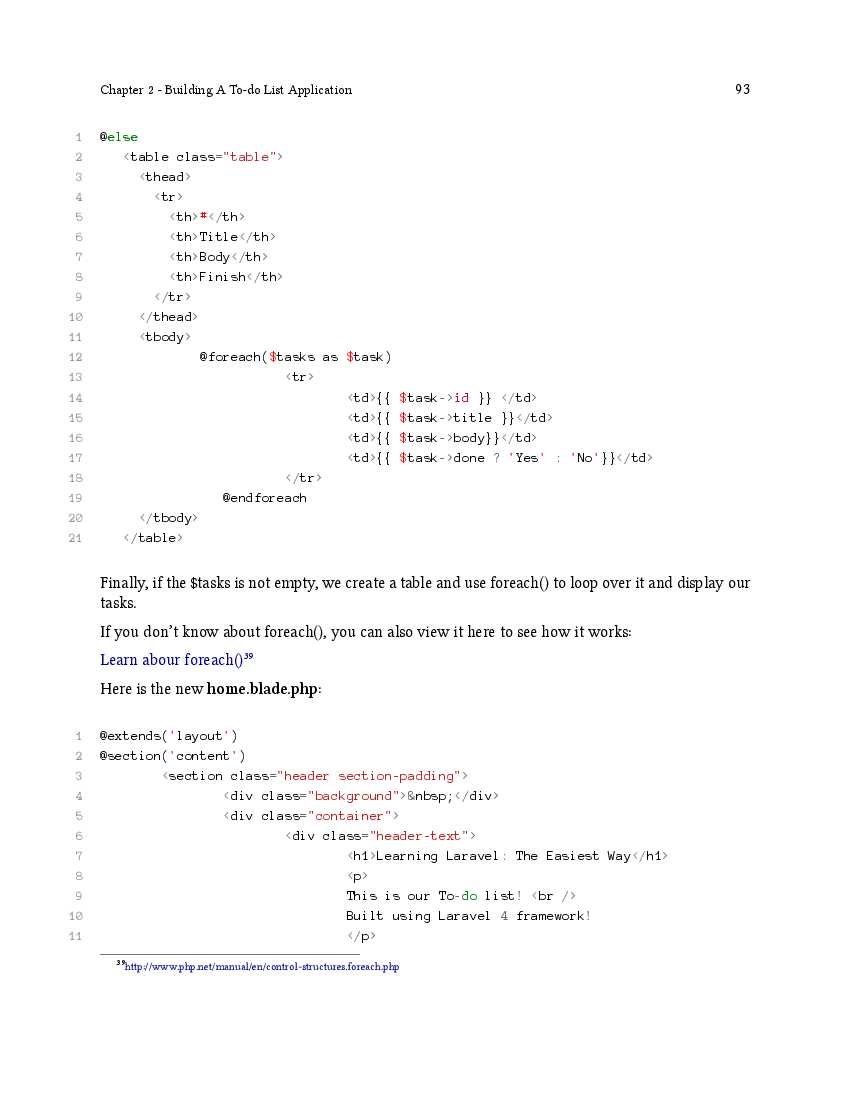 Chapter 2 - Building A To-do List Application 93
1 @else
2 <table class="table">
3 <thead>
4 <tr>
5 <th>#</th>
6 <th>Title</th>
7 <th>Body</th>
8 <th>Finish</th>
9 </tr>
10 </thead>
11 <tbody>
12 @foreach($tasks as $task)
13 <tr>
14 <td>{{ $task->id }} </td>
15 <td>{{ $task->title }}</td>
16 <td>{{ $task->body}}</td>
17 <td>{{ $task->done ? 'Yes' : 'No'}}</td>
18 </tr>
19 @endforeach
20 </tbody>
21 </table>
Finally, if the $tasks is not empty, we create a table and use foreach() to loop over it and display our
tasks.
If you don’t know about foreach(), you can also view it here to see how it works:
Learn abour foreach()³⁹
Here is the new home.blade.php:
1 @extends('layout')
2 @section('content')
3 <section class="header section-padding">
4 <div class="background">&nbsp;</div>
5 <div class="container">
6 <div class="header-text">
7 <h1>Learning Laravel: The Easiest Way</h1>
8 <p>
9 This is our To-do list! <br />
10 Built using Laravel 4 framework!
11 </p>
³⁹http://www.php.net/manual/en/control-structures.foreach.php